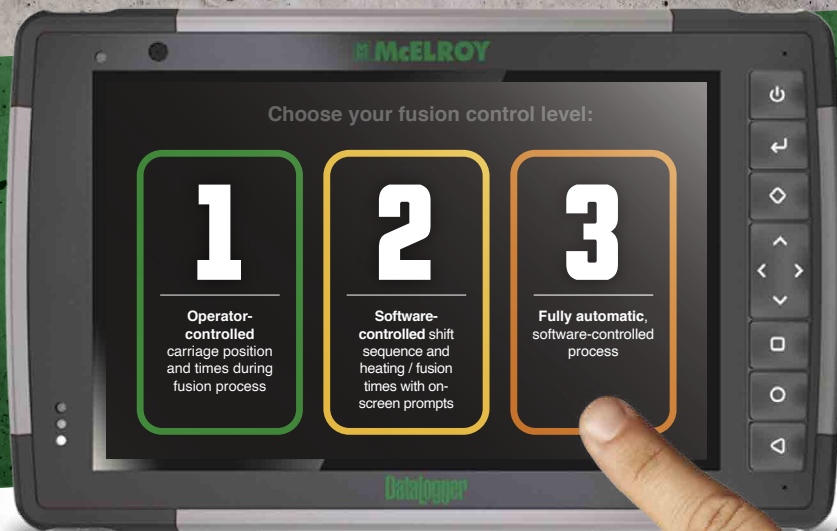 McELROY
Choose your fusion control level:
1
Operator-
controlled
carriage position
and times during
fusion process
2
Software-
controlled shift
sequence and
heating / fusion
times with on-
screen prompts
3
Fully automatic,
software-controlled
process
DataLogger